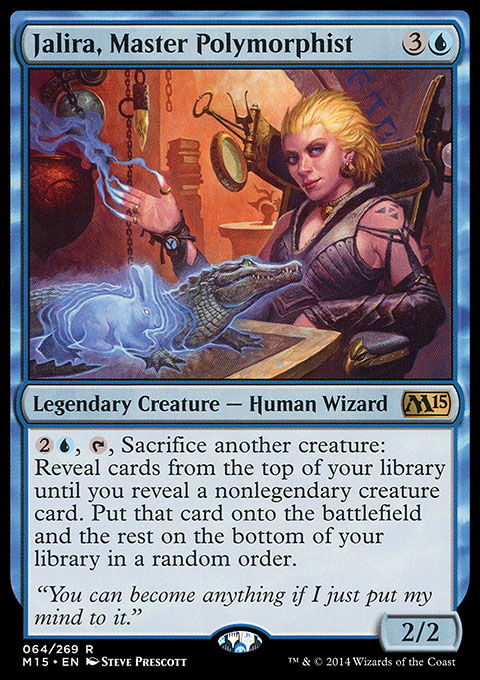 Jalira, Master Polymorphist 3
Legendary Creature — Human Wizard M15
2, , Sacrifice another creature:
Reveal cards from the top of your library
until you reveal a nonlegendary creature
card. Put that card onto the battlefield
and the rest on the bottom of your
library in a random order.
“You can become anything if I just put my
mind to it.”
2/2
064/269 R
M15 • EN Steve Prescott ™ & © 2014 Wizards of the Coast